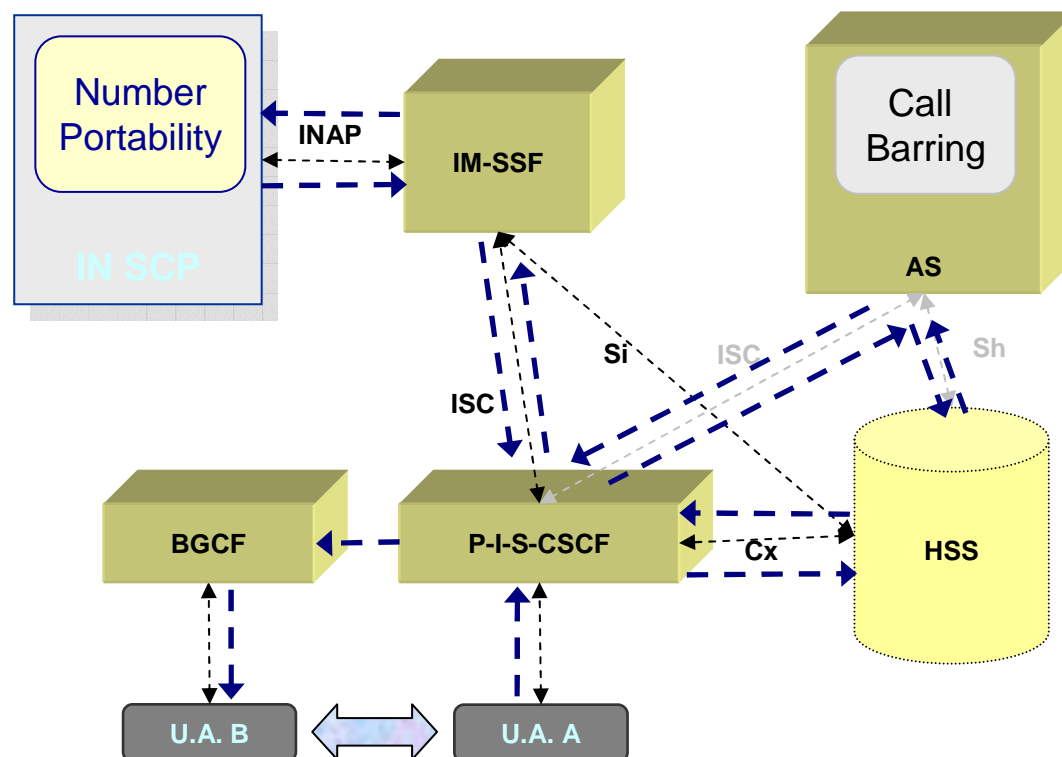 Number
Portability
INAP
IM-SSF
Call
Barring
IN SCP
AS
Si
ISC
Sh
ISC
BGCF
P-I-S-CSCF
Cx
HSS
U.A. B
U.A. A